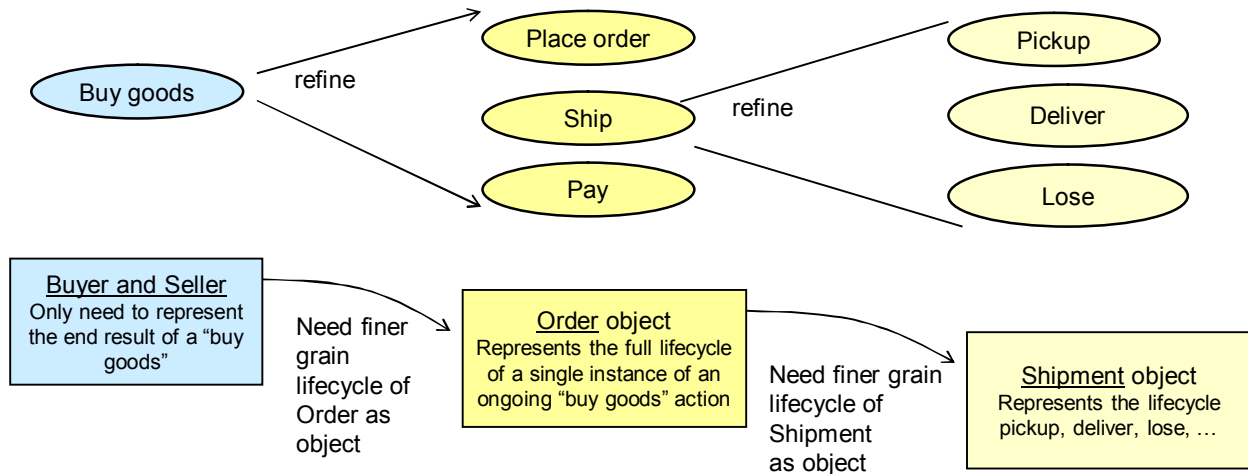 Buy goods
refine
Place order
Ship
Pay
refine
Pickup
Deliver
Lose
Buyer and Seller
Only need to represent
the end result of a “buy
goods”
Need finer
grain
lifecycle of
Order as
object
Order object
Represents the full lifecycle
of a single instance of an
ongoing “buy goods” action
Need finer grain
lifecycle of
Shipment
as object
Shipment object
Represents the lifecycle
pickup, deliver, lose, …